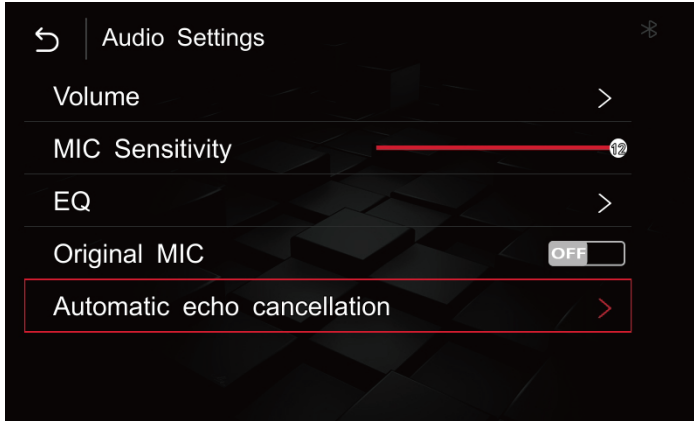 Audio Settings
Volume
MIC Sensitivity
12
EQ
Original MIC
OFF
Automatic echo cancellation